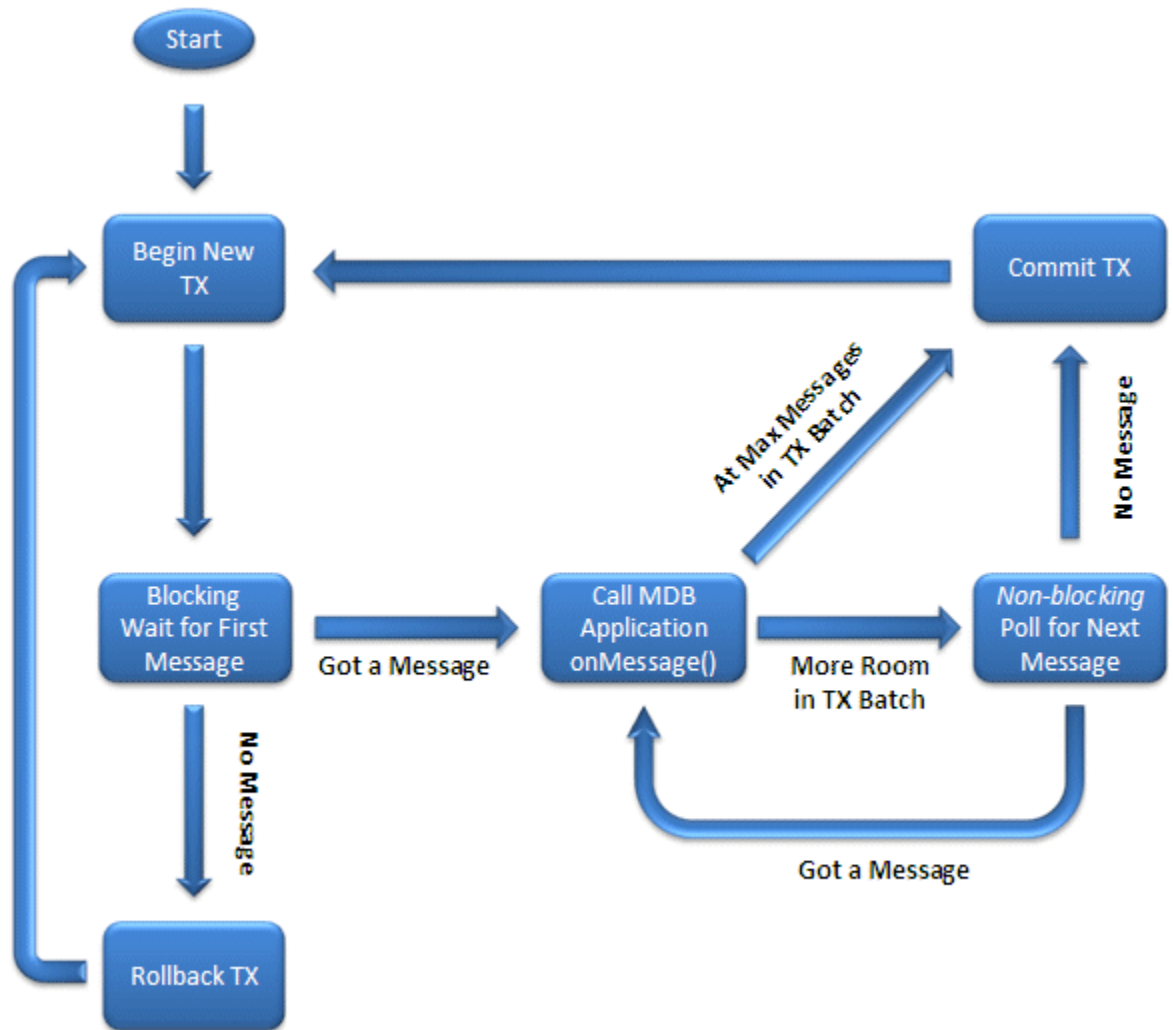 Start
Begin New
TX
Commit TX
At Max Messages
in TX Batch
No Message
Blocking
Wait for First
Message
Got a Message
Call MDB
Application
onMessage()
More Room
in TX Batch
Non-blocking
Poll for Next
Message
No Message
Got a Message
Rollback TX